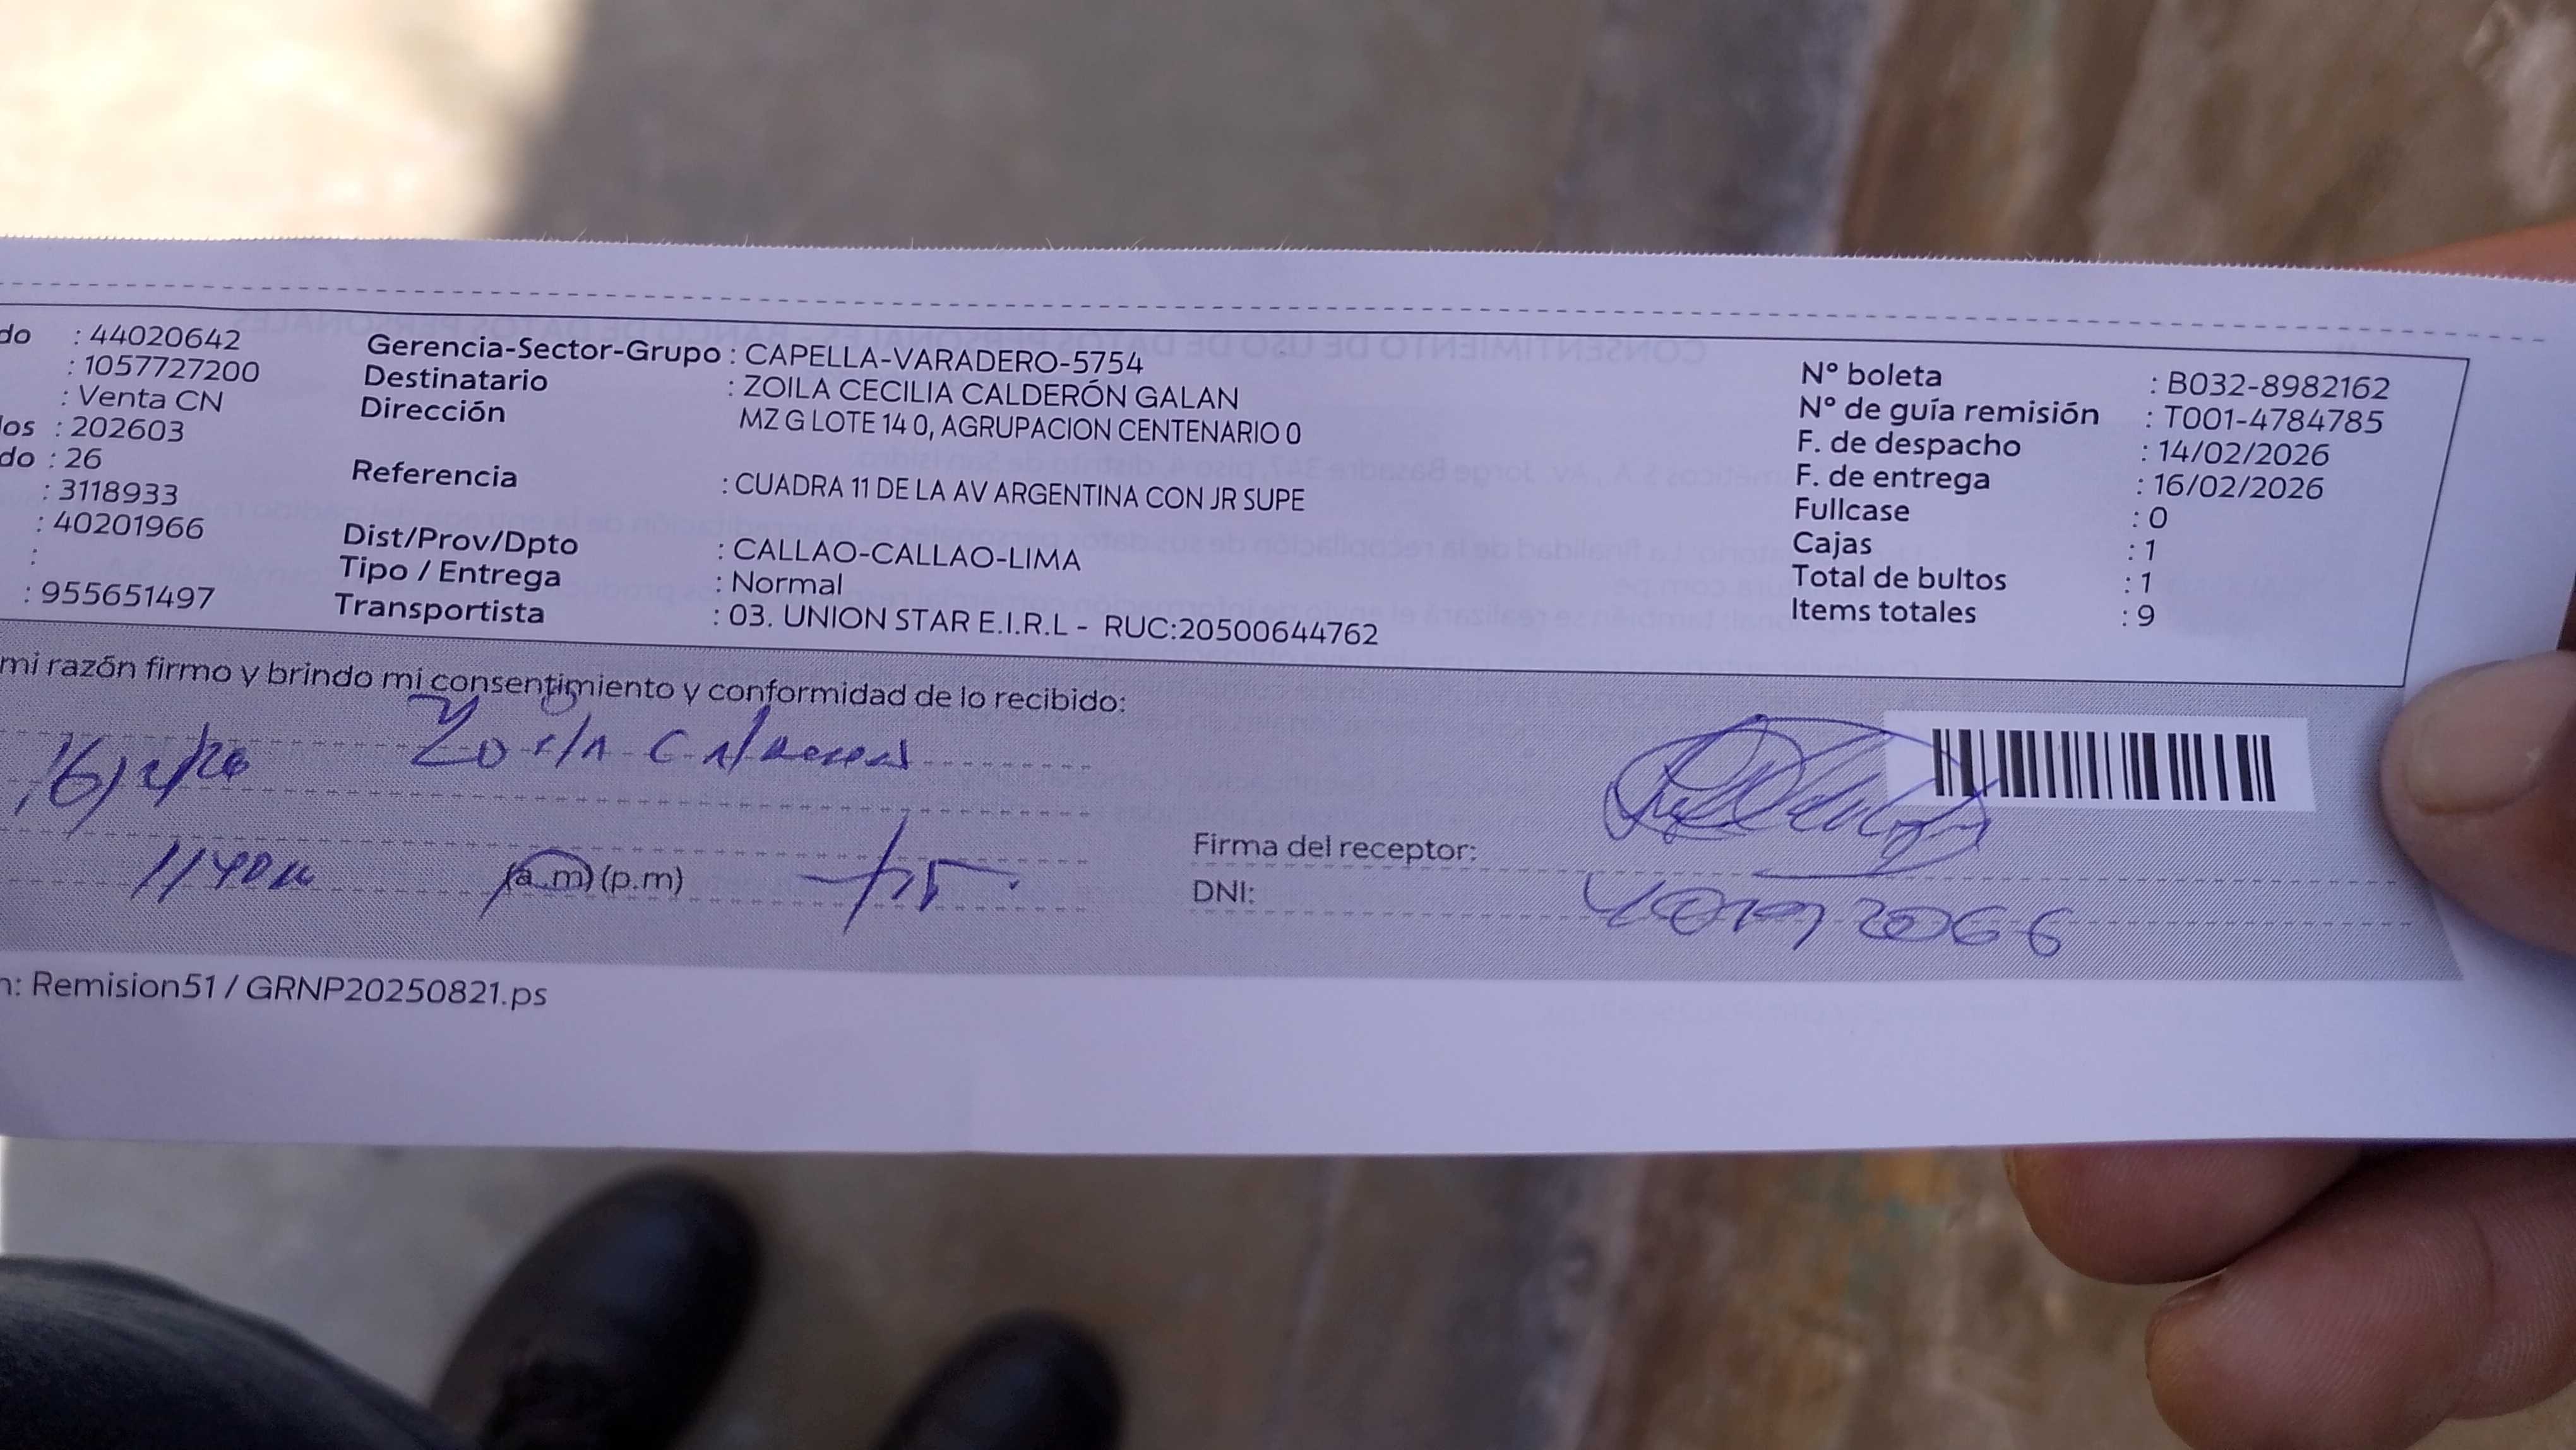 do : 44020642
: 1057727200
: Venta CN
los : 202603
do : 26
: 3118933
: 40201966
:
: 955651497
Gerencia-Sector-Grupo : CAPELLA-VARADERO-5754
Destinatario : ZOILA CECILIA CALDERÓN GALAN
Dirección MZ G LOTE 14 0, AGRUPACION CENTENARIO 0
Referencia : CUADRA 11 DE LA AV ARGENTINA CON JR SUPE
Dist/Prov/Dpto : CALLAO-CALLAO-LIMA
Tipo / Entrega : Normal
Transportista : 03. UNION STAR E.I.R.L - RUC:20500644762
N° boleta : B032-8982162
N° de guía remisión : T001-4784785
F. de despacho : 14/02/2026
F. de entrega : 16/02/2026
Fullcase : 0
Cajas : 1
Total de bultos : 1
Items totales : 9
mi razón firmo y brindo mi consentimiento y conformidad de lo recibido:
16/2/26 Zoila Calderon
(a.m) (p.m)
Firma del receptor:
DNI:
n: Remision51 / GRNP20250821.ps